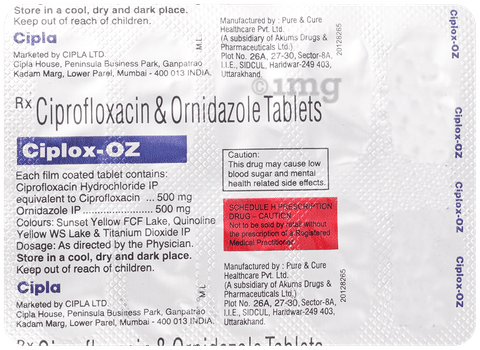 Store in a cool, dry and dark place.
Keep out of reach of children.
Cipla
Marketed by CIPLA LTD.
Cipla House, Peninsula Business Park, Ganpatrao
Kadam Marg, Lower Parel, Mumbai - 400 013 INDIA.
M.L.
Manufactured by : Pure & Cure
Healthcare Pvt. Ltd.
(A subsidiary of Akums Drugs &
Pharmaceuticals Ltd.)
Plot No. 26A, 27-30, Sector-8A,
I.I.E., SIDCUL, Haridwar-249 403,
Uttarakhand.
20128265
1mg
Rx Ciprofloxacin & Ornidazole Tablets
Ciplox-OZ
Each film coated tablet contains:
Ciprofloxacin Hydrochloride IP
equivalent to Ciprofloxacin ... 500 mg
Ornidazole IP ..................... 500 mg
Colours: Sunset Yellow FCF Lake, Quinoline
Yellow WS Lake & Titanium Dioxide IP
Dosage: As directed by the Physician.
Store in a cool, dry and dark place.
Keep out of reach of children.
Caution:
This drug may cause low
blood sugar and mental
health related side effects.
SCHEDULE H PRESCRIPTION
DRUG - CAUTION
Not to be sold by retail without
the prescription of a Registered
Medical Practitioner.
Cipla
Marketed by CIPLA LTD.
Cipla House, Peninsula Business Park, Ganpatrao
Kadam Marg, Lower Parel, Mumbai - 400 013 INDIA.
M.L.
Manufactured by : Pure & Cure
Healthcare Pvt. Ltd.
(A subsidiary of Akums Drugs &
Pharmaceuticals Ltd.)
Plot No. 26A, 27-30, Sector-8A,
I.I.E., SIDCUL, Haridwar-249 403,
Uttarakhand.
20128265
Rx Ciprofloxacin & Ornidazole Tablets
Ciplox-OZ
Ciplox-OZ
Ciplox-OZ
Ciplox-OZ